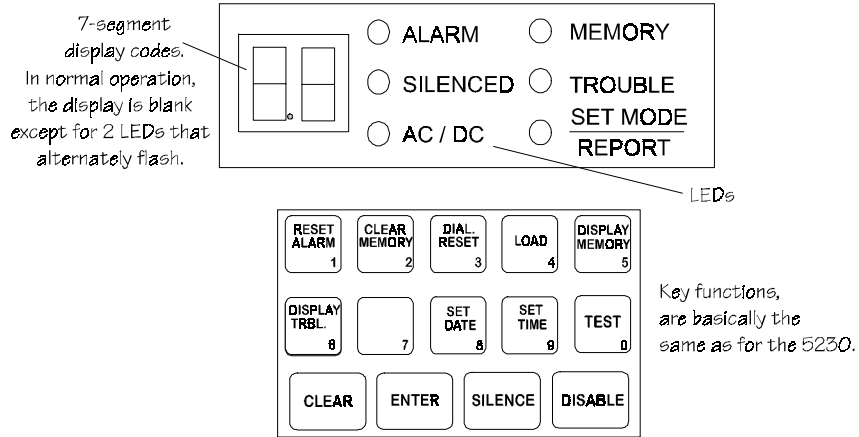 7-segment
display codes.
In normal operation,
the display is blank
except for 2 LEDs that
alternately flash.
ALARM
MEMORY
SILENCED
TROUBLE
AC / DC
SET MODE
REPORT
LEDs
RESET
ALARM
1
CLEAR
MEMORY
2
DIAL.
RESET
3
LOAD
4
DISPLAY
MEMORY
5
DISPLAY
TRBL.
6
7
SET
DATE
8
SET
TIME
9
TEST
0
Key functions,
are basically the
same as for the 5230.
CLEAR
ENTER
SILENCE
DISABLE